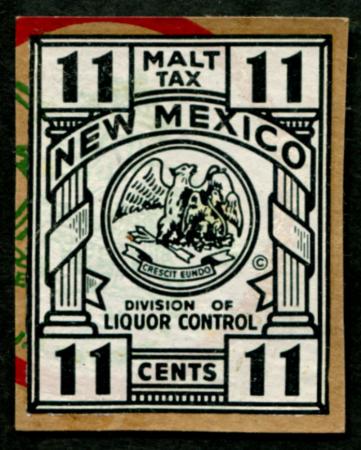 11 MALT TAX 11
NEW MEXICO
CRESCIT EUNDO
©
DIVISION OF
LIQUOR CONTROL
11 CENTS 11